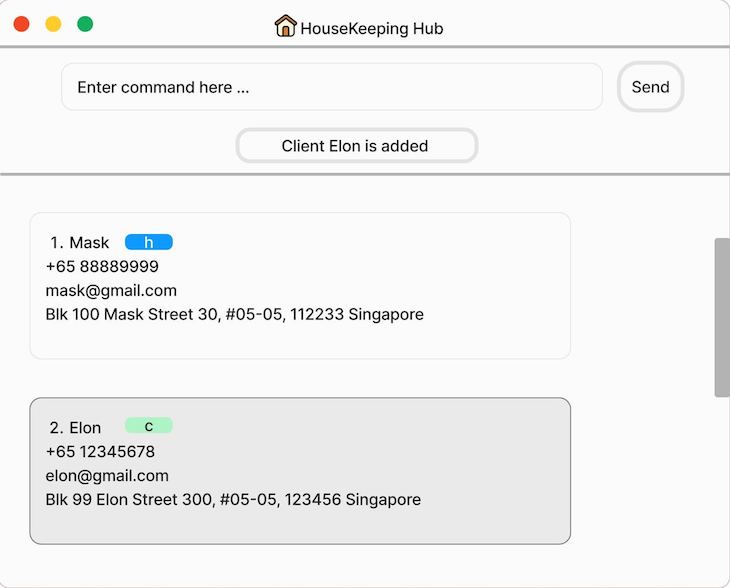 HouseKeeping Hub
Enter command here ...
Send
Client Elon is added
1. Mask h
+65 88889999
mask@gmail.com
Blk 100 Mask Street 30, #05-05, 112233 Singapore
2. Elon c
+65 12345678
elon@gmail.com
Blk 99 Elon Street 300, #05-05, 123456 Singapore